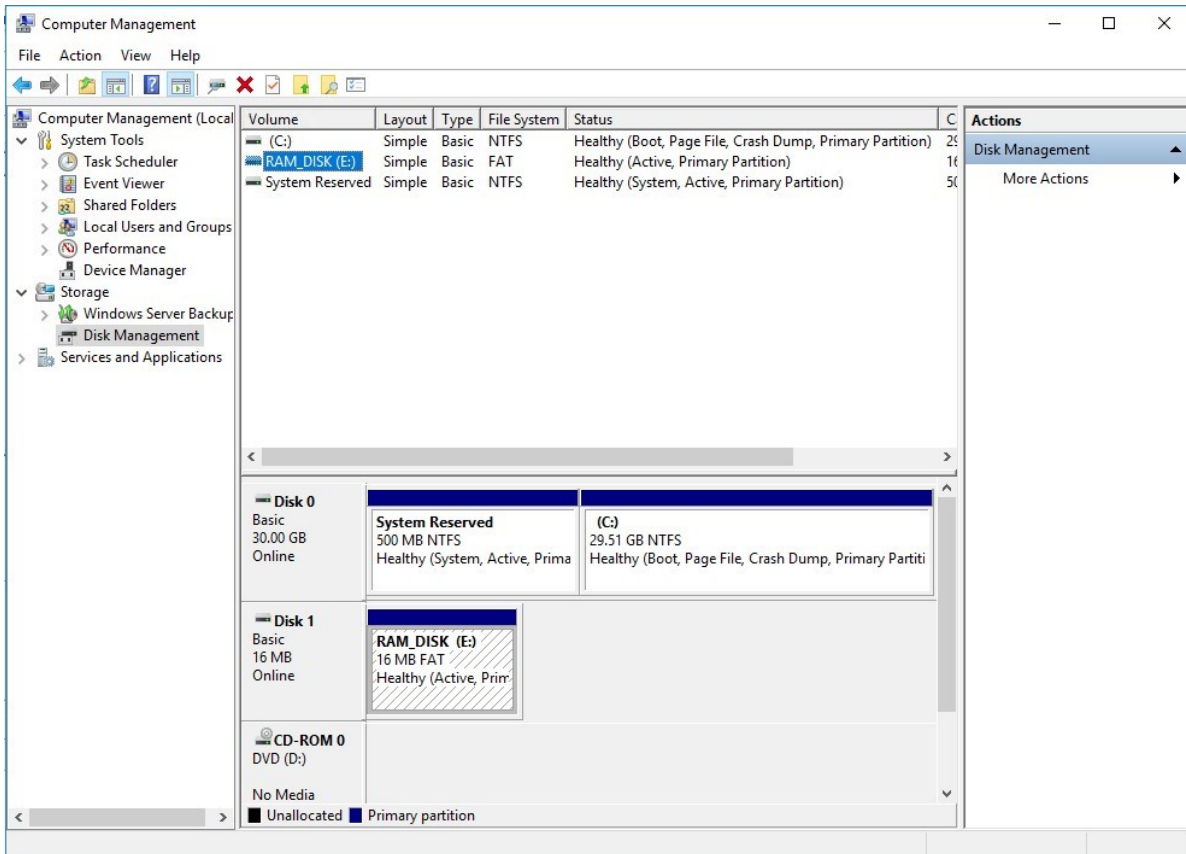 Computer Management
File Action View Help
Computer Management (Local
System Tools
Task Scheduler
Event Viewer
Shared Folders
Local Users and Groups
Performance
Device Manager
Storage
Windows Server Backup
Disk Management
Services and Applications
Volume Layout Type File System Status C
(C:) Simple Basic NTFS Healthy (Boot, Page File, Crash Dump, Primary Partition) 29
RAM_DISK (E:) Simple Basic FAT Healthy (Active, Primary Partition) 16
System Reserved Simple Basic NTFS Healthy (System, Active, Primary Partition) 50
Disk 0
Basic
30.00 GB
Online
System Reserved
500 MB NTFS
Healthy (System, Active, Prima
(C:)
29.51 GB NTFS
Healthy (Boot, Page File, Crash Dump, Primary Partiti
Disk 1
Basic
16 MB
Online
RAM_DISK (E:)
16 MB FAT
Healthy (Active, Prim
CD-ROM 0
DVD (D:)
No Media
Unallocated Primary partition
Actions
Disk Management
More Actions